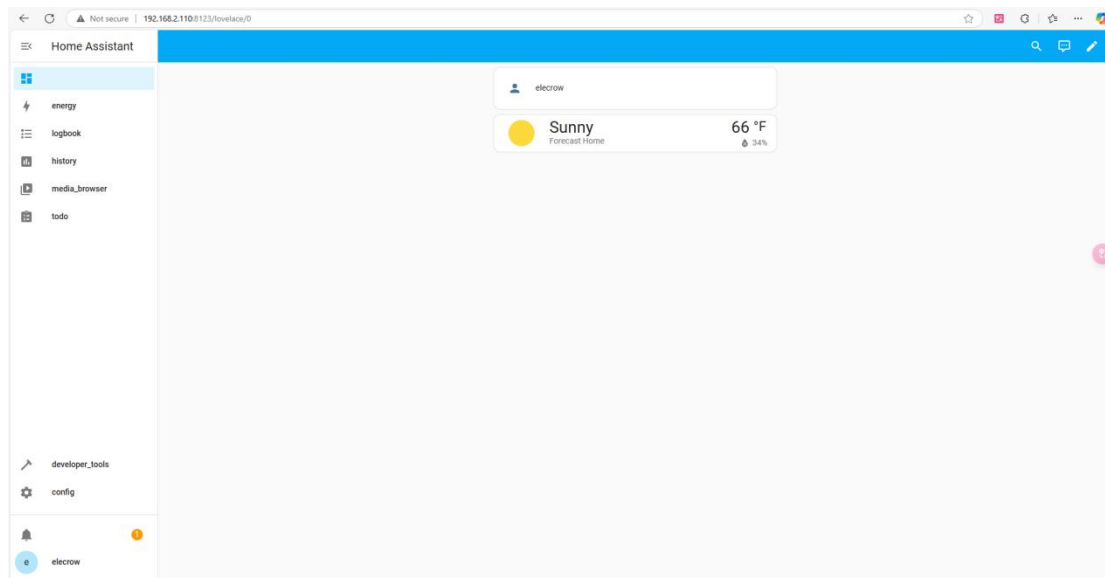 Not secure | 192.168.2.110:8123/lovelace/0
Home Assistant
energy
logbook
history
media_browser
todo
developer_tools
config
1
e elecrow
elecrow
Sunny 66 °F
Forecast Home 34%